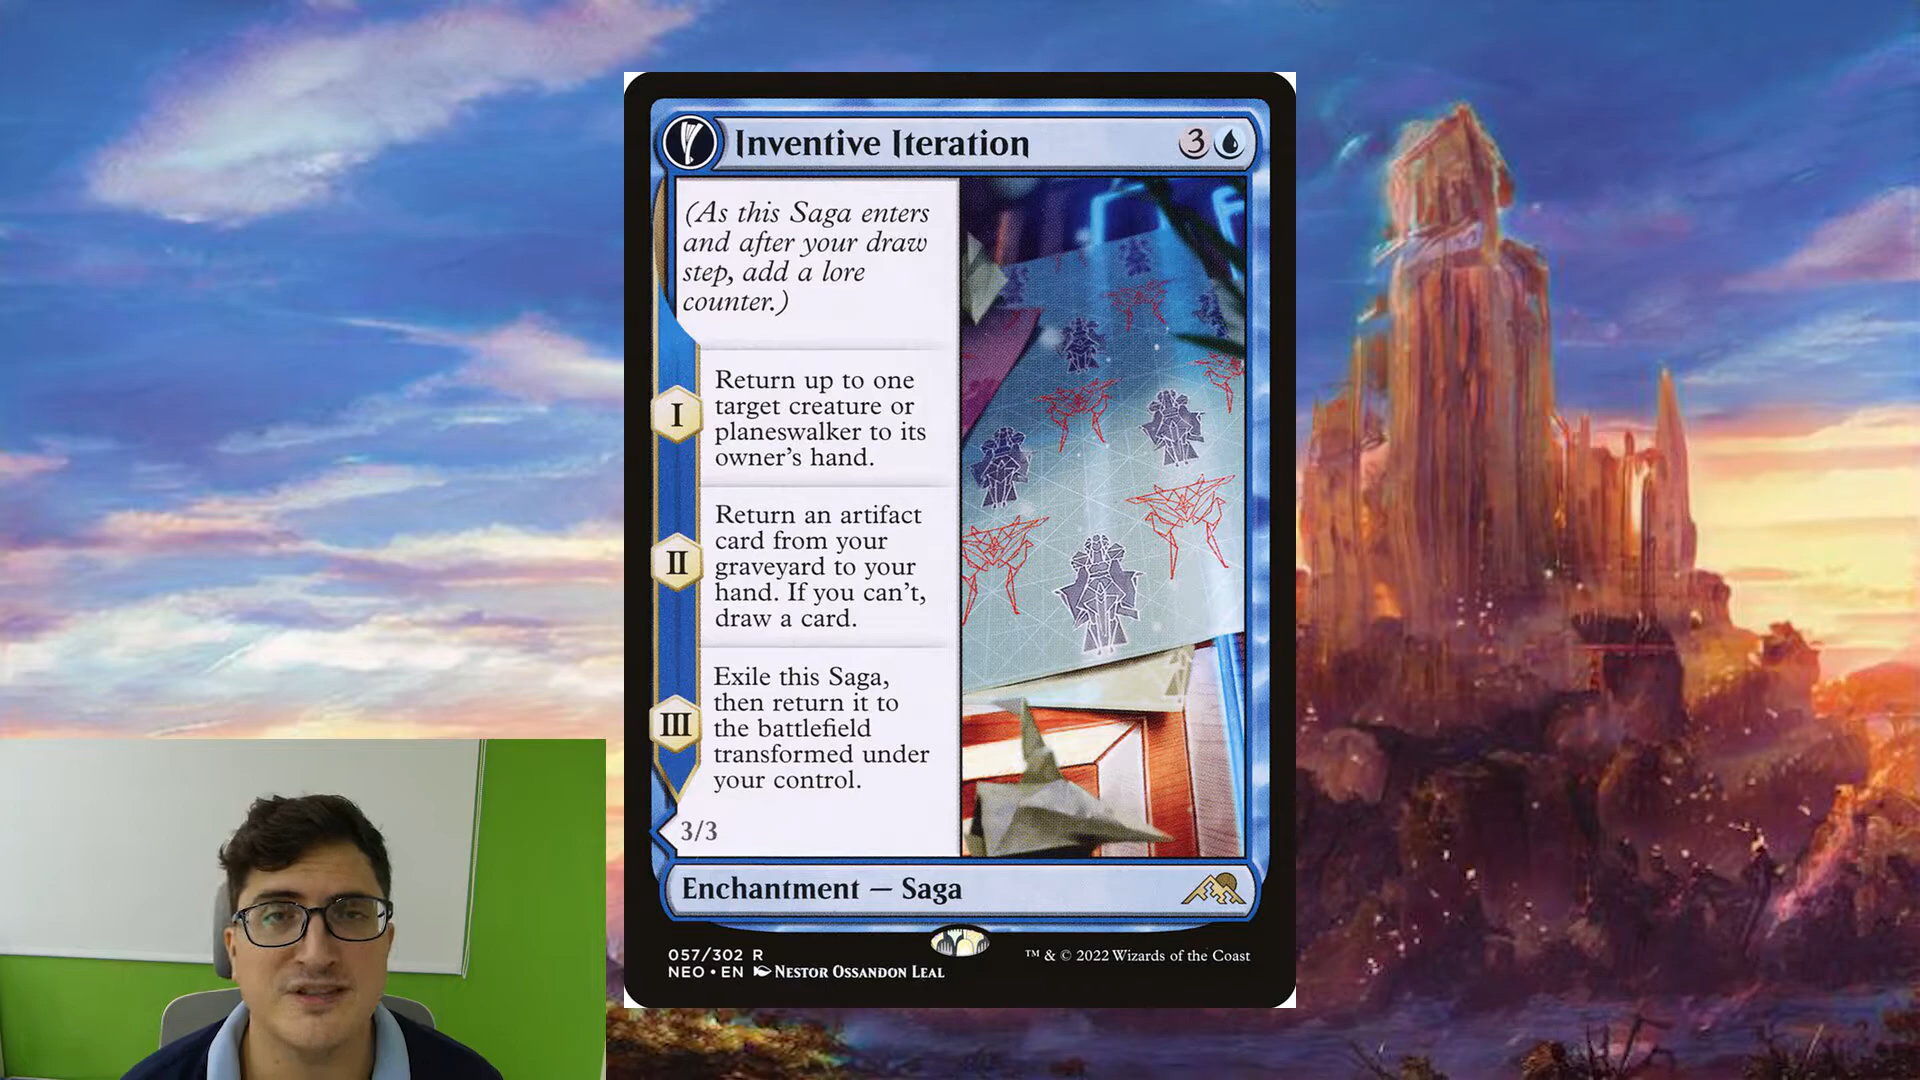 Inventive Iteration 3
(As this Saga enters
and after your draw
step, add a lore
counter.)
I
Return up to one
target creature or
planeswalker to its
owner's hand.
II
Return an artifact
card from your
graveyard to your
hand. If you can't,
draw a card.
III
Exile this Saga,
then return it to
the battlefield
transformed under
your control.
3/3
Enchantment — Saga
057/302 R
NEO • EN Nestor Ossandon Leal
™ & © 2022 Wizards of the Coast